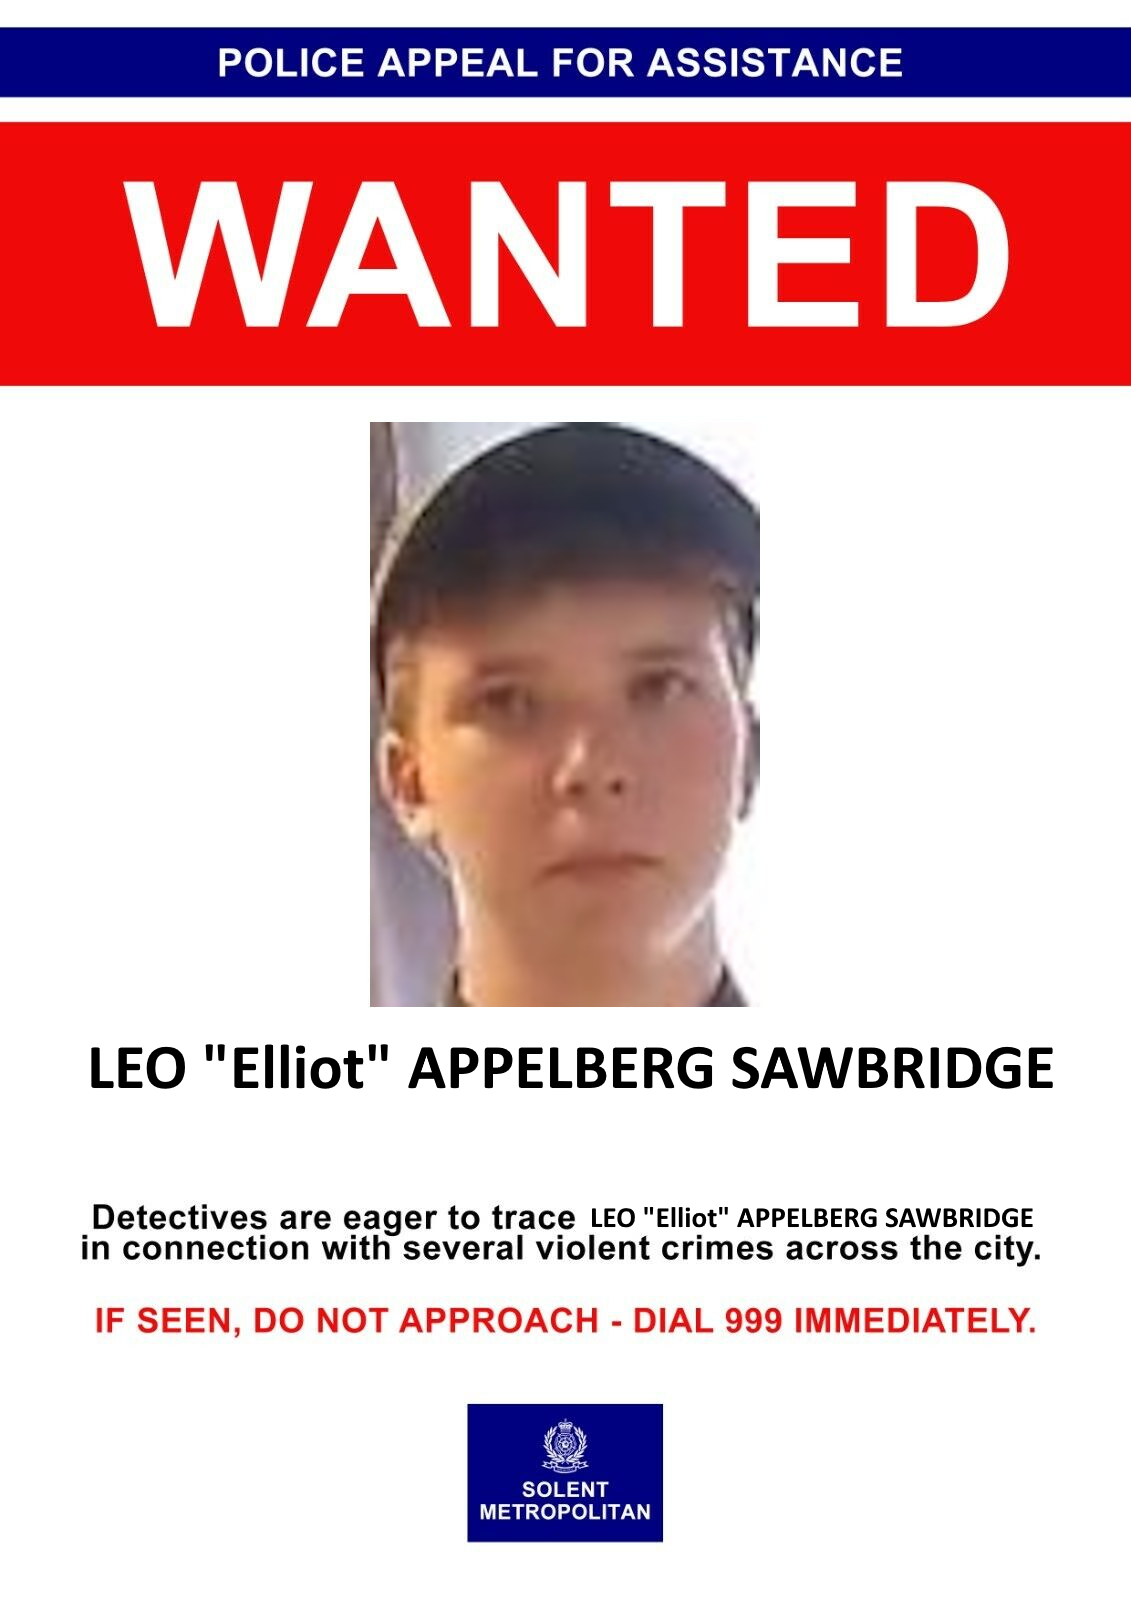 POLICE APPEAL FOR ASSISTANCE
WANTED
LEO "Elliot" APPELBERG SAWBRIDGE
Detectives are eager to trace LEO "Elliot" APPELBERG SAWBRIDGE
in connection with several violent crimes across the city.
IF SEEN, DO NOT APPROACH - DIAL 999 IMMEDIATELY.
SOLENT
METROPOLITAN